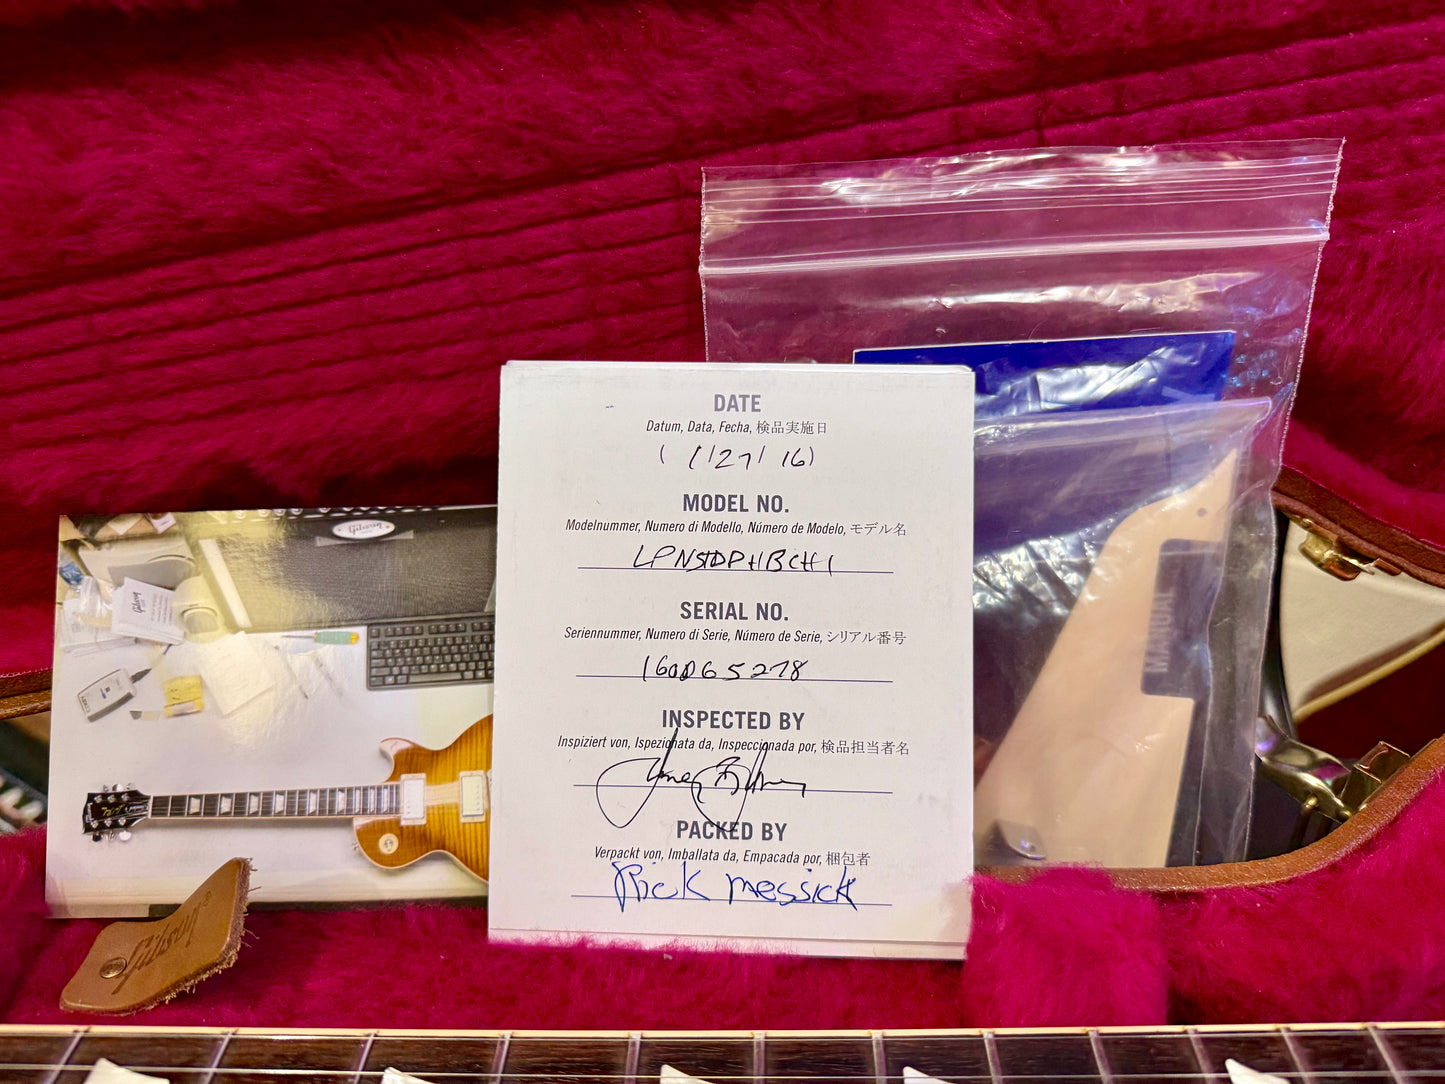 DATE
Datum, Data, Fecha, 検品実施日
( 1/27/ 16)
MODEL NO.
Modelnummer, Numero di Modello, Número de Modelo, モデル名
LPNSTDPHBCH1
SERIAL NO.
Seriennummer, Numero di Serie, Número de Serie, シリアル番号
160065278
INSPECTED BY
Inspiziert von, Ispezionata da, Inspeccionada por, 検品担当者名
PACKED BY
Verpackt von, Imballata da, Empacada por, 梱包者
Rick Messick
Gibson
MANUAL
Gibson